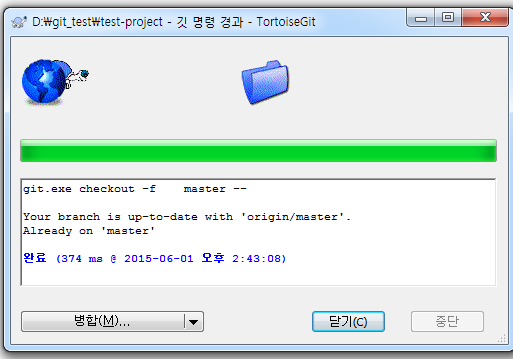 D:₩git_test₩test-project - 깃 명령 경과 - TortoiseGit
git.exe checkout -f    master --
Your branch is up-to-date with 'origin/master'.
Already on 'master'
완료 (374 ms @ 2015-06-01 오후 2:43:08)
병합(M)...
닫기(C)
중단